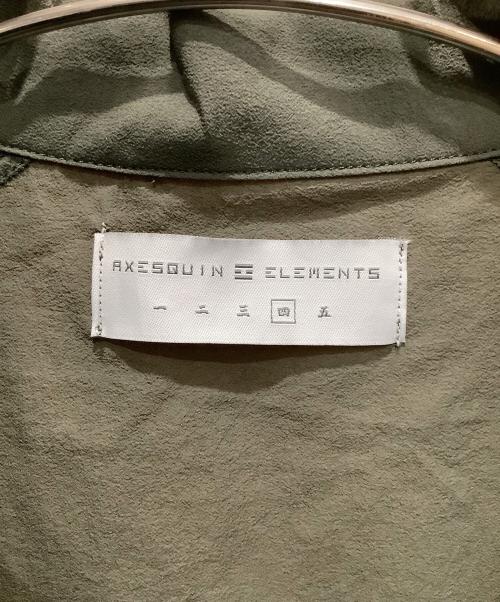 AXESQUIN ELEMENTS
一 二 三 四 五